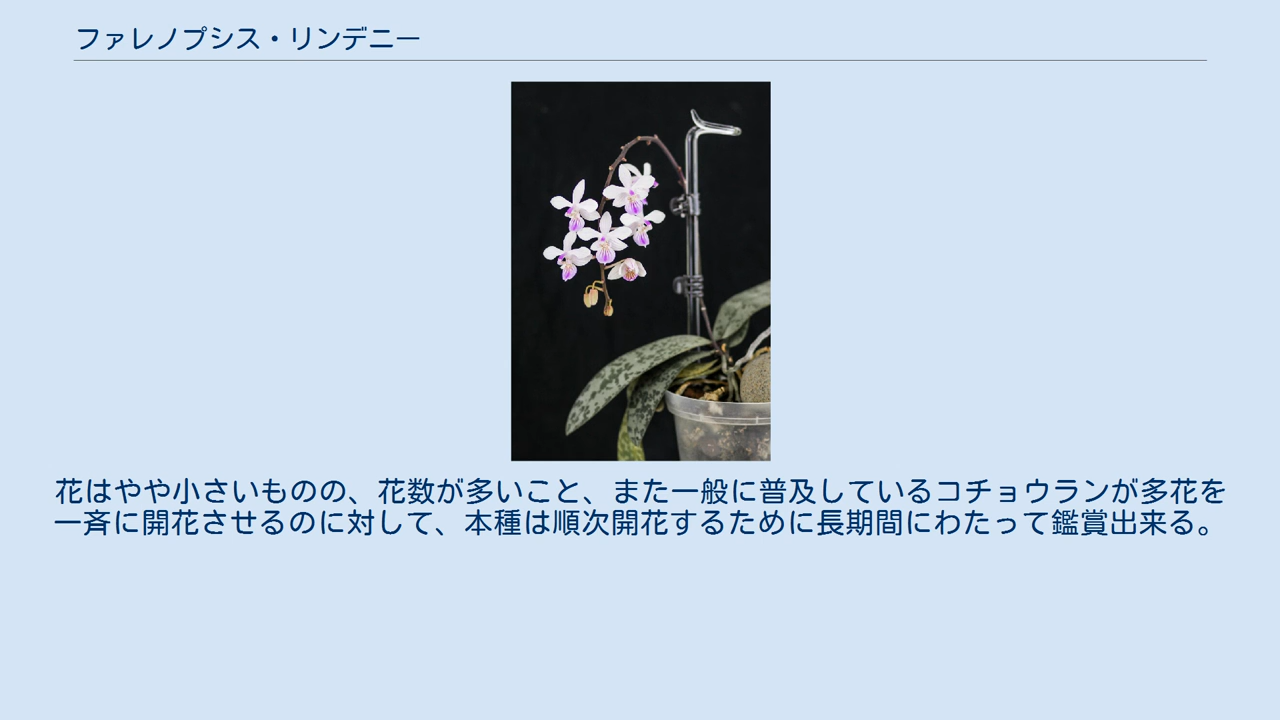 ファレノプシス・リンデニー
花はやや小さいものの、花数が多いこと、また一般に普及しているコチョウランが多花を
一斉に開花させるのに対して、本種は順次開花するために長期間にわたって鑑賞出来る。